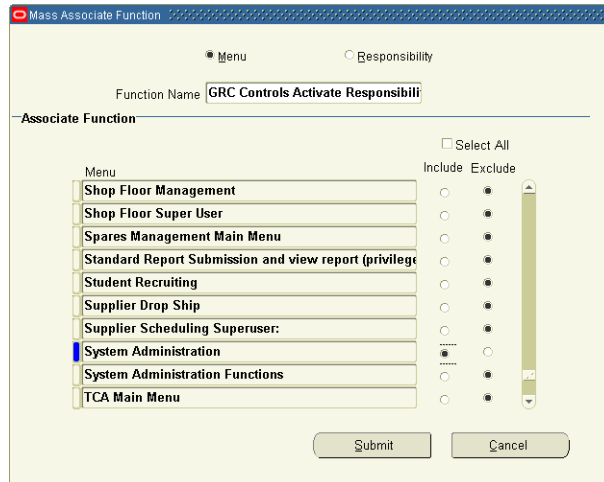 Mass Associate Function
Menu Responsibility
Function Name GRC Controls Activate Responsibili
Associate Function
Select All
Menu Include Exclude
Shop Floor Management
Shop Floor Super User
Spares Management Main Menu
Standard Report Submission and view report (privilege
Student Recruiting
Supplier Drop Ship
Supplier Scheduling Superuser:
System Administration
System Administration Functions
TCA Main Menu
Submit Cancel